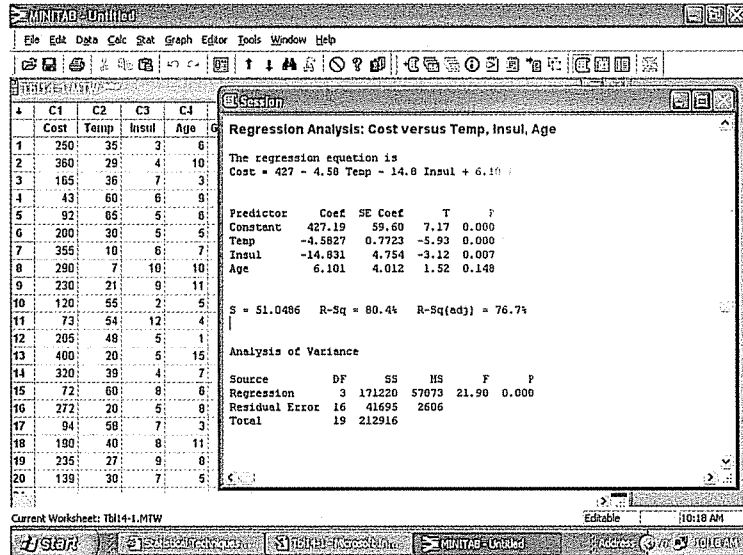 MINITAB - Untitled
File Edit Data Calc Stat Graph Editor Tools Window Help
C1 C2 C3 C4
Cost Temp Insul Age G
1 250 35 3 6
2 360 29 4 10
3 165 36 7 3
4 43 60 6 9
5 92 65 5 6
6 200 30 5 5
7 355 10 6 7
8 290 7 10 10
9 230 21 9 11
10 120 55 2 5
11 73 54 12 4
12 205 48 5 1
13 400 20 5 15
14 320 39 4 7
15 72 60 8 6
16 272 20 5 8
17 94 58 7 3
18 190 40 8 11
19 235 27 9 8
20 139 30 7 5
Session
Regression Analysis: Cost versus Temp, Insul, Age
The regression equation is
Cost = 427 - 4.58 Temp - 14.8 Insul + 6.10
Predictor Coef SE Coef T P
Constant 427.19 59.60 7.17 0.000
Temp -4.5827 0.7723 -5.93 0.000
Insul -14.831 4.754 -3.12 0.007
Age 6.101 4.012 1.52 0.148
S = 51.0486 R-Sq = 80.4% R-Sq(adj) = 76.7%
Analysis of Variance
Source DF SS MS F P
Regression 3 171220 57073 21.90 0.000
Residual Error 16 41695 2606
Total 19 212916
Current Worksheet: Tbl14-1.MTW
Editable 10:18 AM
Start
MINITAB - Untitled
Address
10:18 AM